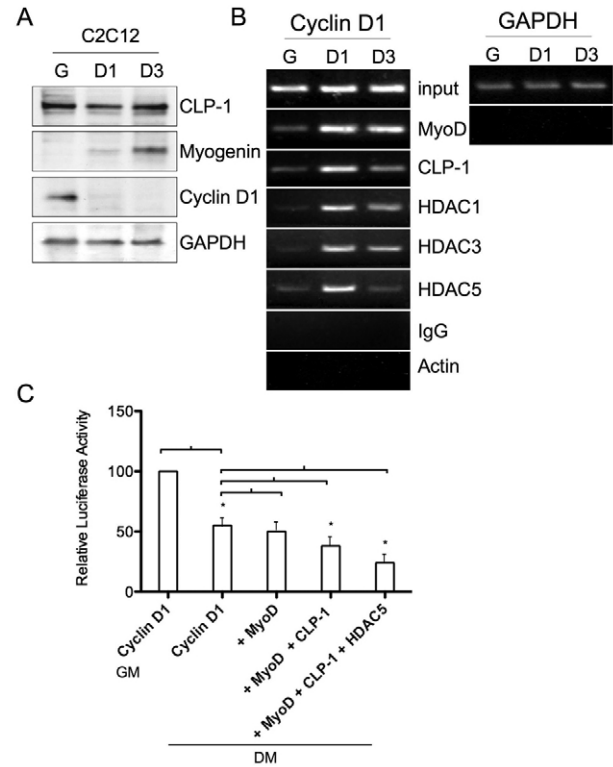 A
C2C12
G D1 D3
CLP-1
Myogenin
Cyclin D1
GAPDH
B
Cyclin D1
G D1 D3
input
MyoD
CLP-1
HDAC1
HDAC3
HDAC5
IgG
Actin
GAPDH
G D1 D3
C
Relative Luciferase Activity
150
100
50
0
*
*
*
Cyclin D1
GM
Cyclin D1
+ MyoD
+ MyoD + CLP-1
+ MyoD + CLP-1 + HDAC5
DM